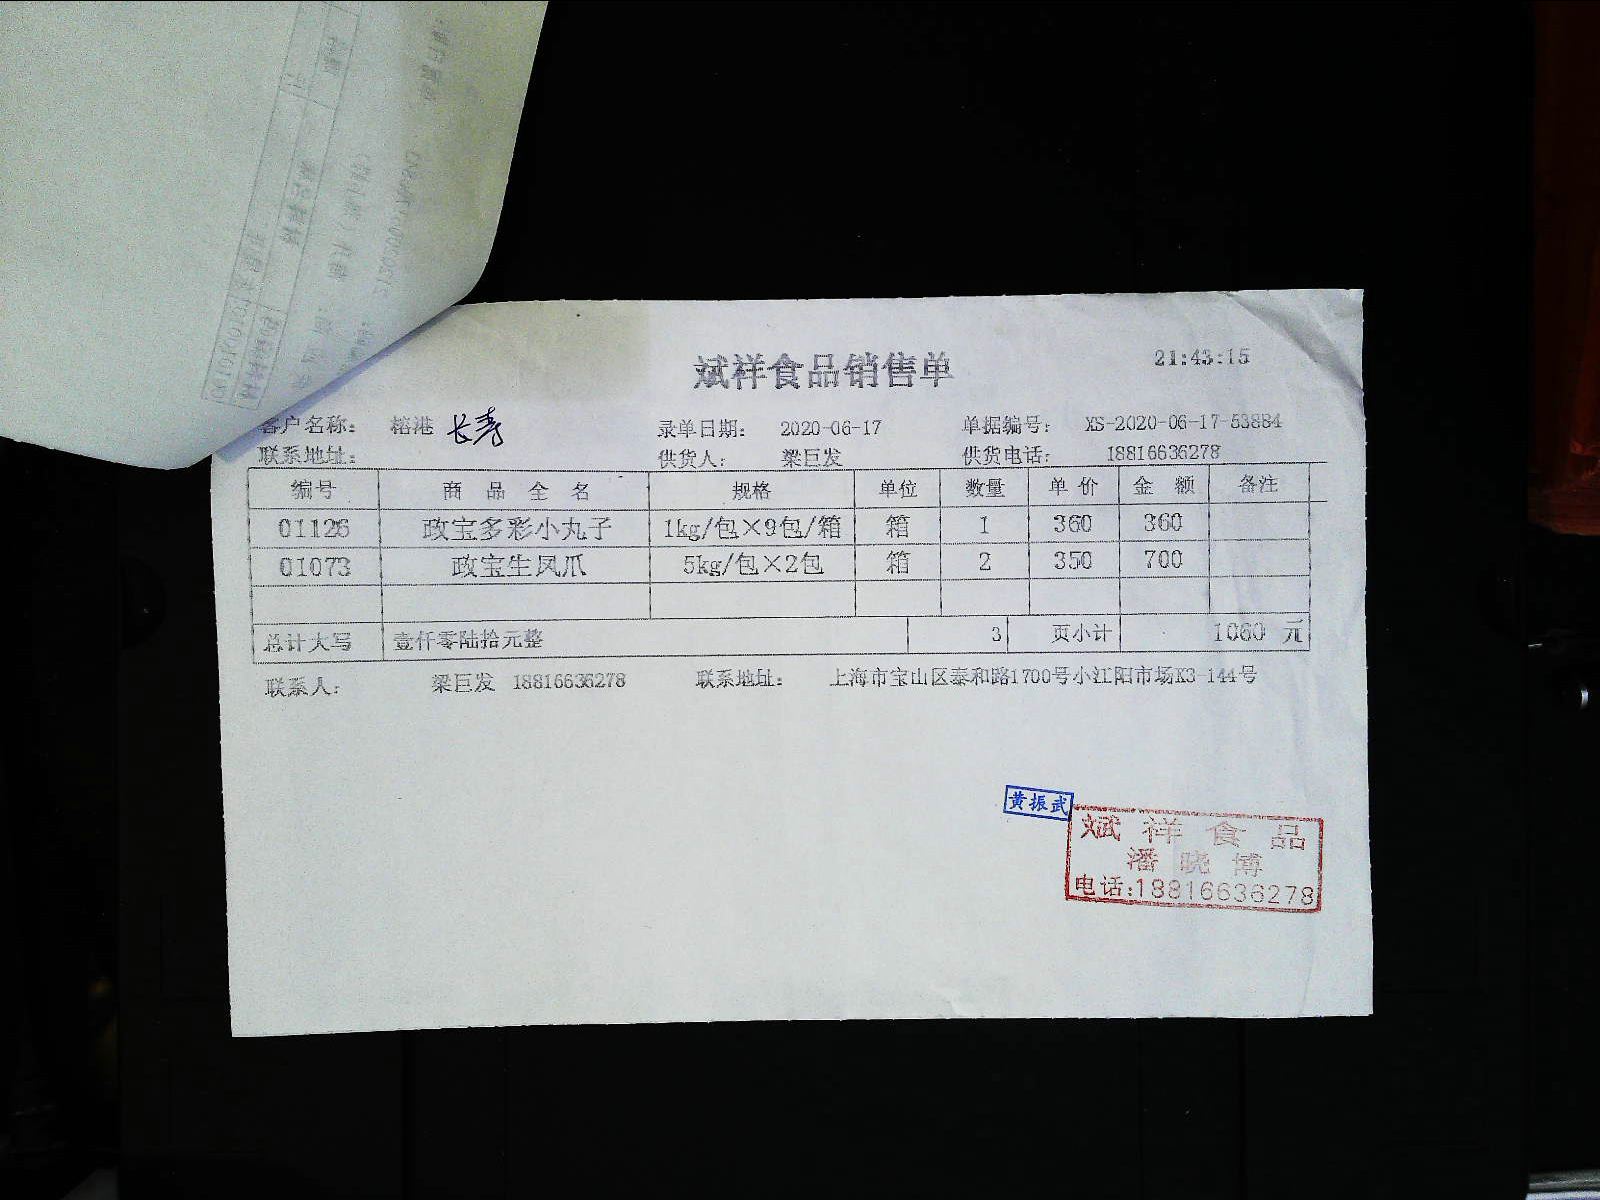 斌祥食品销售单
21:43:15
客户名称： 榕港 长寿 录单日期： 2020-06-17 单据编号： XS-2020-06-17-53884
联系地址： 供货人： 梁巨发 供货电话： 18816636278
编号 商 品 全 名 规格 单位 数量 单 价 金 额 备注
01126 政宝多彩小丸子 1kg/包×9包/箱 箱 1 360 360
01073 政宝生凤爪 5kg/包×2包 箱 2 350 700
总计大写 壹仟零陆拾元整 3 页小计 1060 元
联系人： 梁巨发 18816636278 联系地址： 上海市宝山区泰和路1700号小江阳市场K3-144号
黄振武
斌祥食品
潘晓博
电话:18816636278